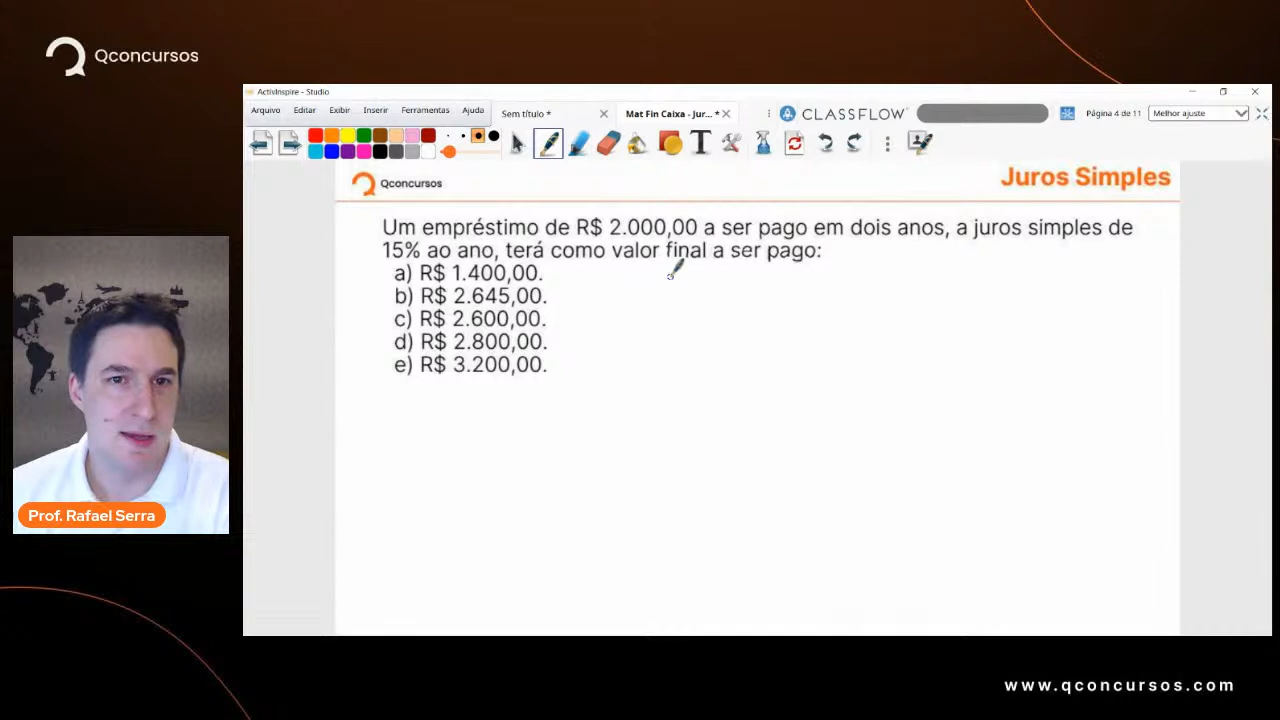 Qconcursos
ActivInspire - Studio
Arquivo Editar Exibir Inserir Ferramentas Ajuda
Sem título * Mat Fin Caixa - Jur... * CLASSFLOW Página 4 de 11 Melhor ajuste
Qconcursos
Juros Simples
Um empréstimo de R$ 2.000,00 a ser pago em dois anos, a juros simples de
15% ao ano, terá como valor final a ser pago:
a) R$ 1.400,00.
b) R$ 2.645,00.
c) R$ 2.600,00.
d) R$ 2.800,00.
e) R$ 3.200,00.
Prof. Rafael Serra
www.qconcursos.com